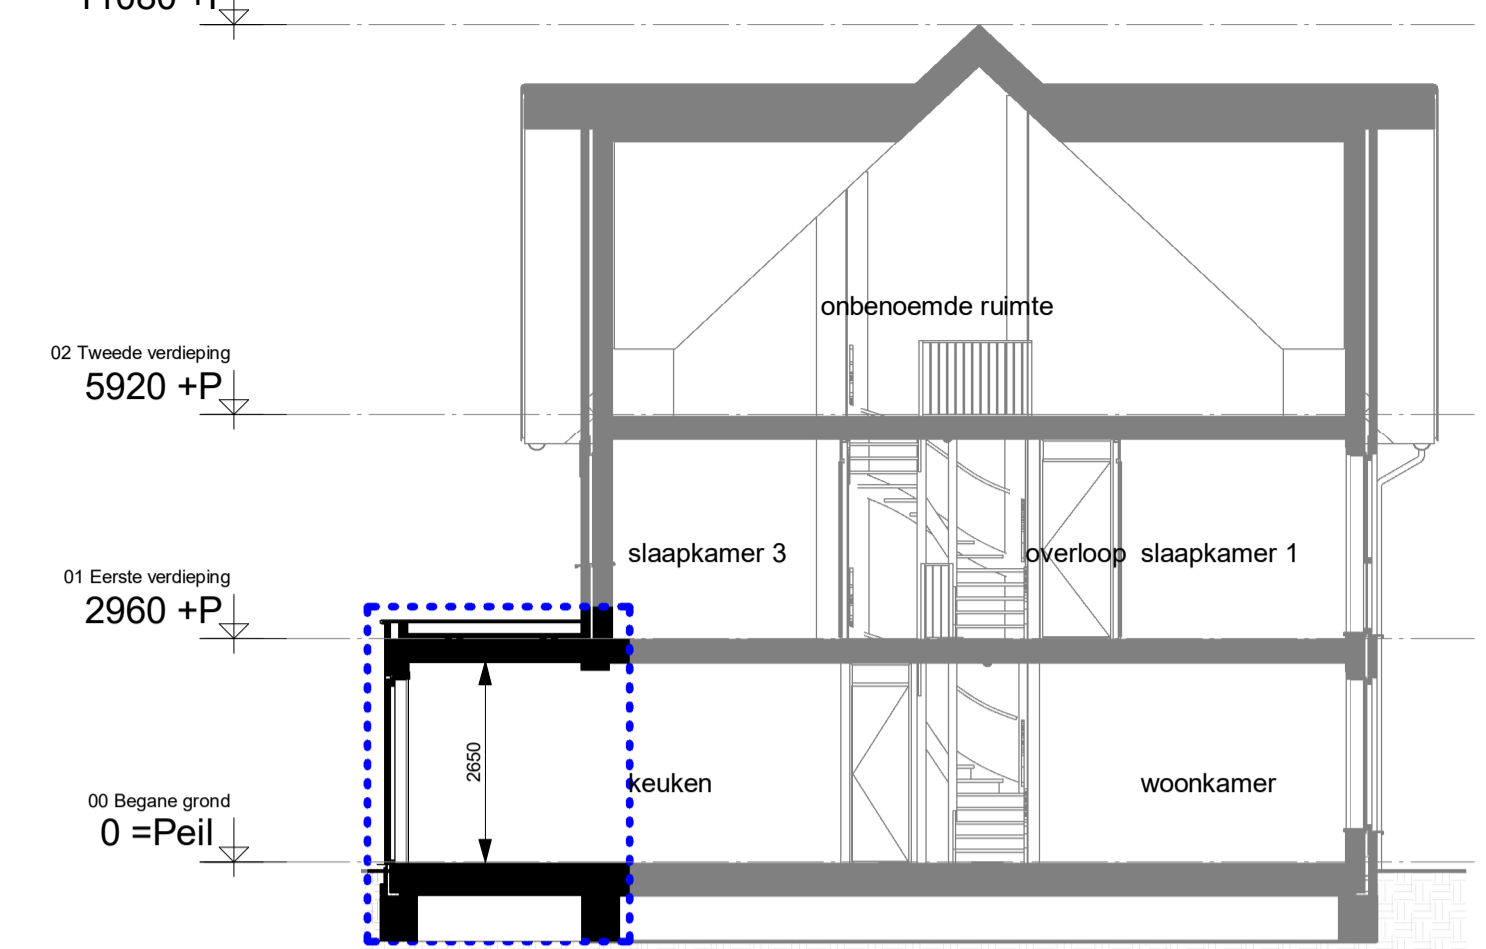 onbenoemde ruimte
02 Tweede verdieping
5920 +P
slaapkamer 3
overloop
slaapkamer 1
01 Eerste verdieping
2960 +P
2650
keuken
woonkamer
00 Begane grond
0 =Peil